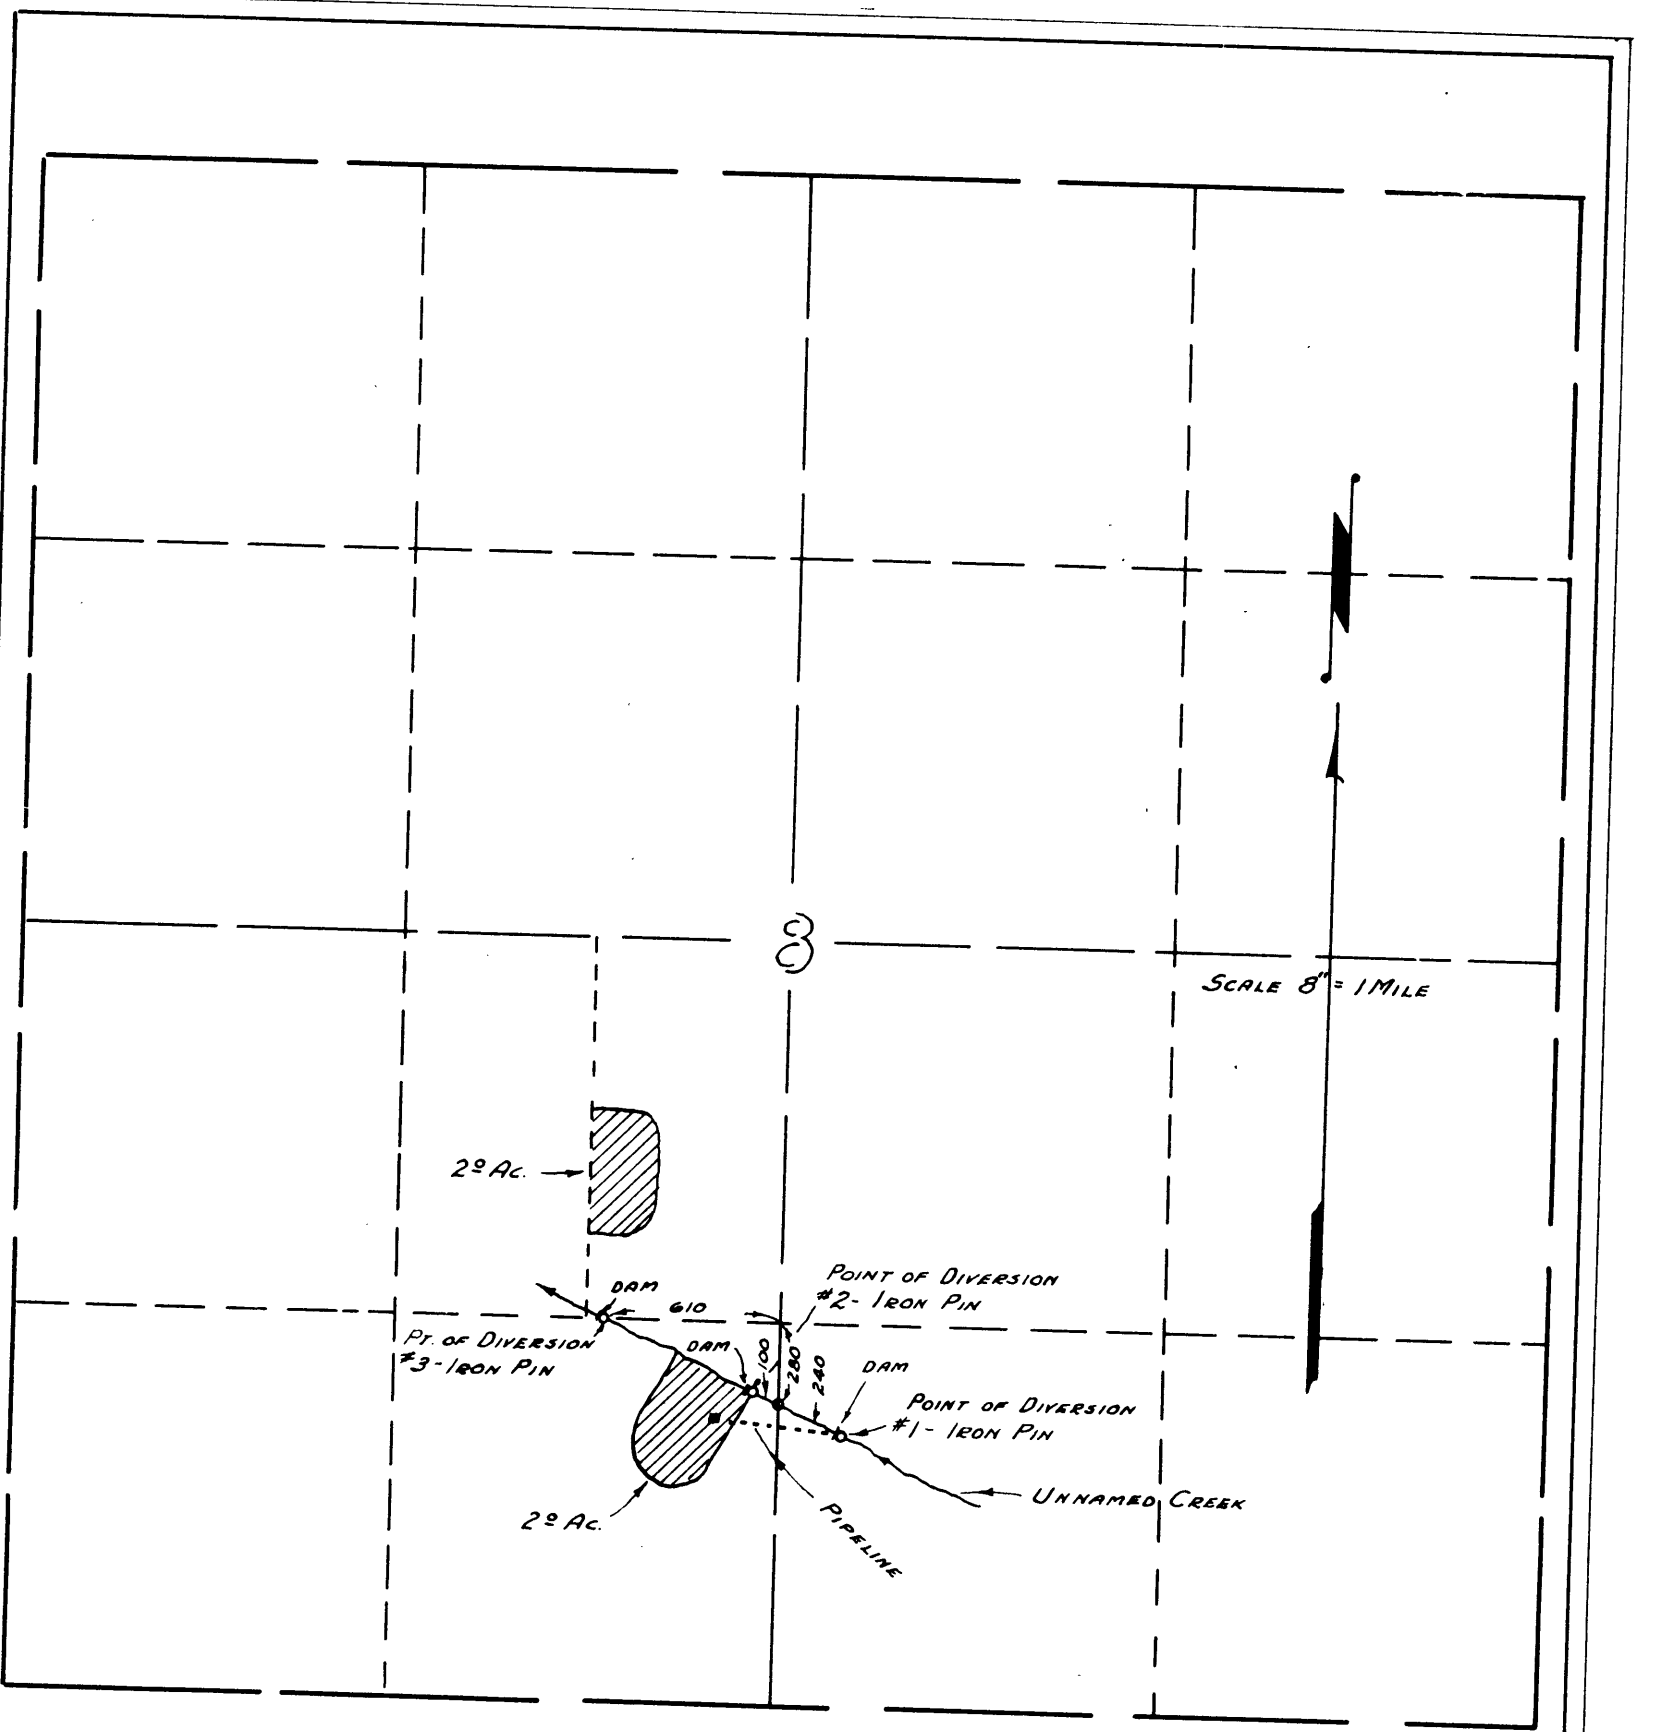 3
SCALE 8" = 1 MILE
2º AC.
POINT OF DIVERSION
#2 - IRON PIN
DAM
610
PT. OF DIVERSION
#3 - IRON PIN
DAM
100
280
240
DAM
POINT OF DIVERSION
#1 - IRON PIN
UNNAMED CREEK
2º AC.
PIPELINE